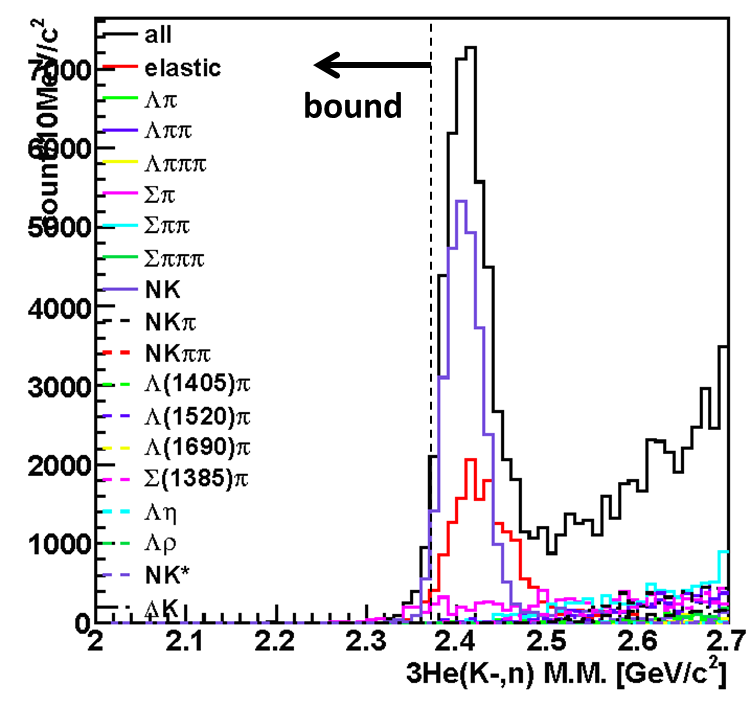 all
elastic
Λπ
Λππ
Λπππ
Σπ
Σππ
Σπππ
NK
NKπ
NKππ
Λ(1405)π
Λ(1520)π
Λ(1690)π
Σ(1385)π
Λη
Λρ
NK*
ΔK
bound
7000
6000
5000
4000
3000
2000
1000
0
2 2.1 2.2 2.3 2.4 2.5 2.6 2.7
3He(K-,n) M.M. [GeV/c²]